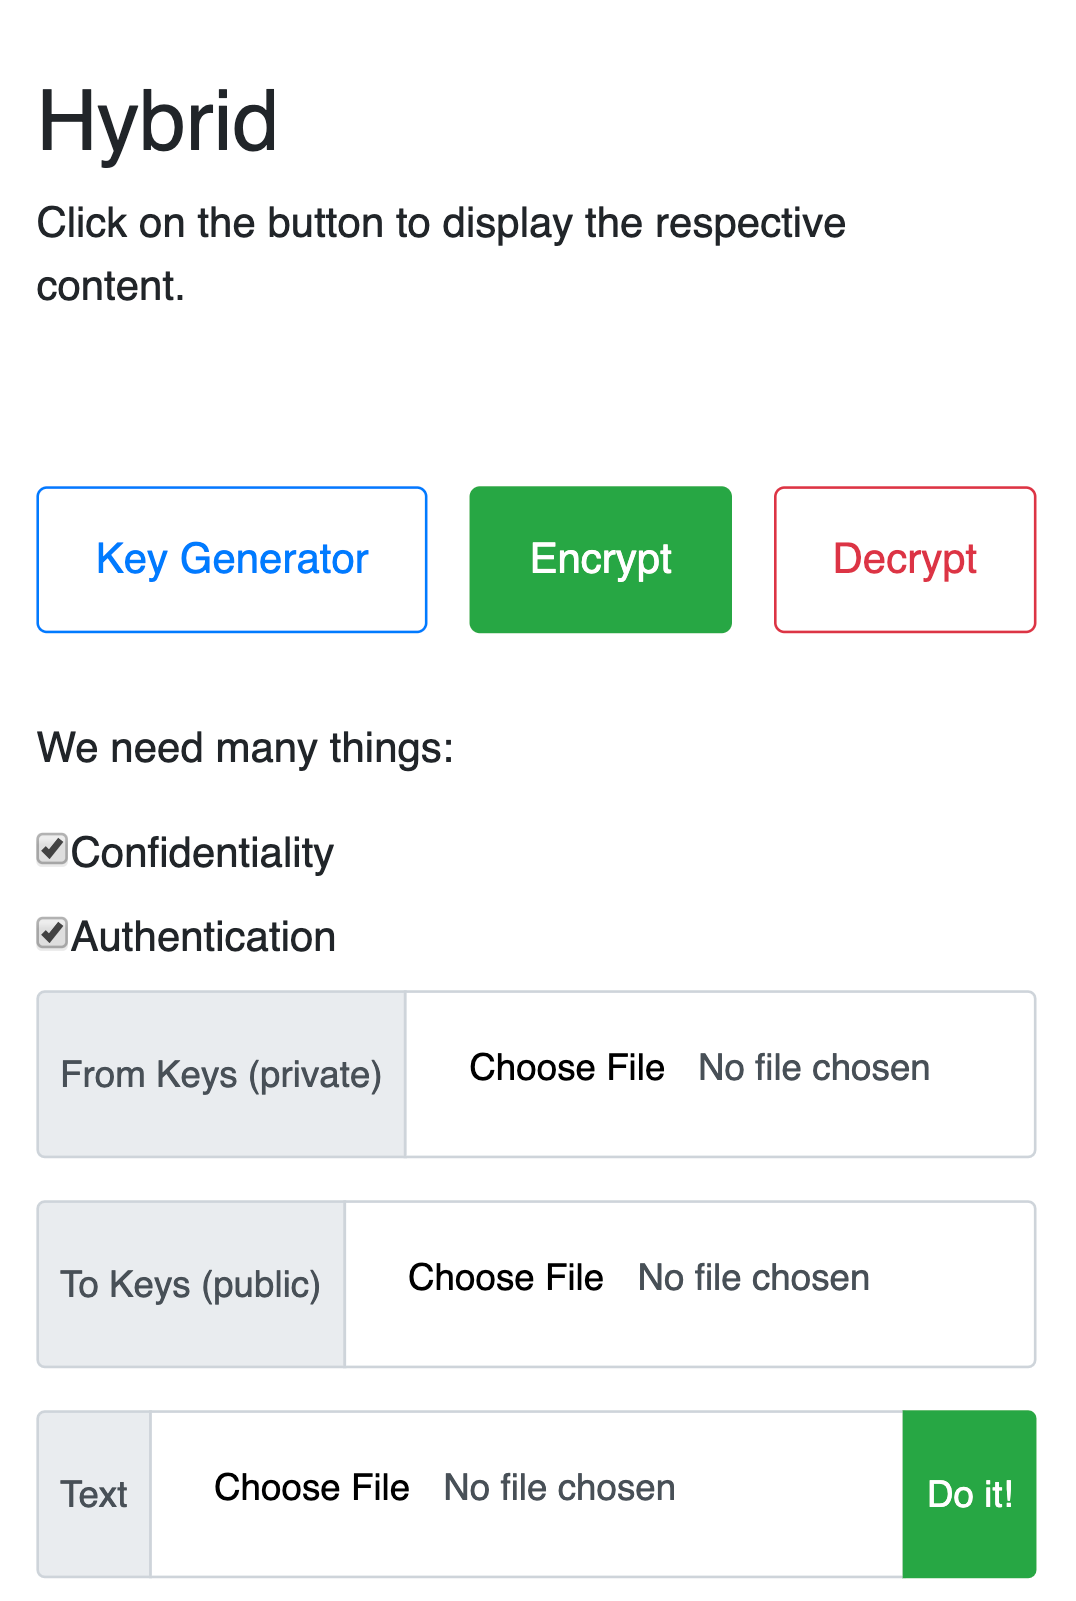 Hybrid
Click on the button to display the respective
content.
Key Generator Encrypt Decrypt
We need many things:
Confidentiality
Authentication
From Keys (private) Choose File No file chosen
To Keys (public) Choose File No file chosen
Text Choose File No file chosen Do it!